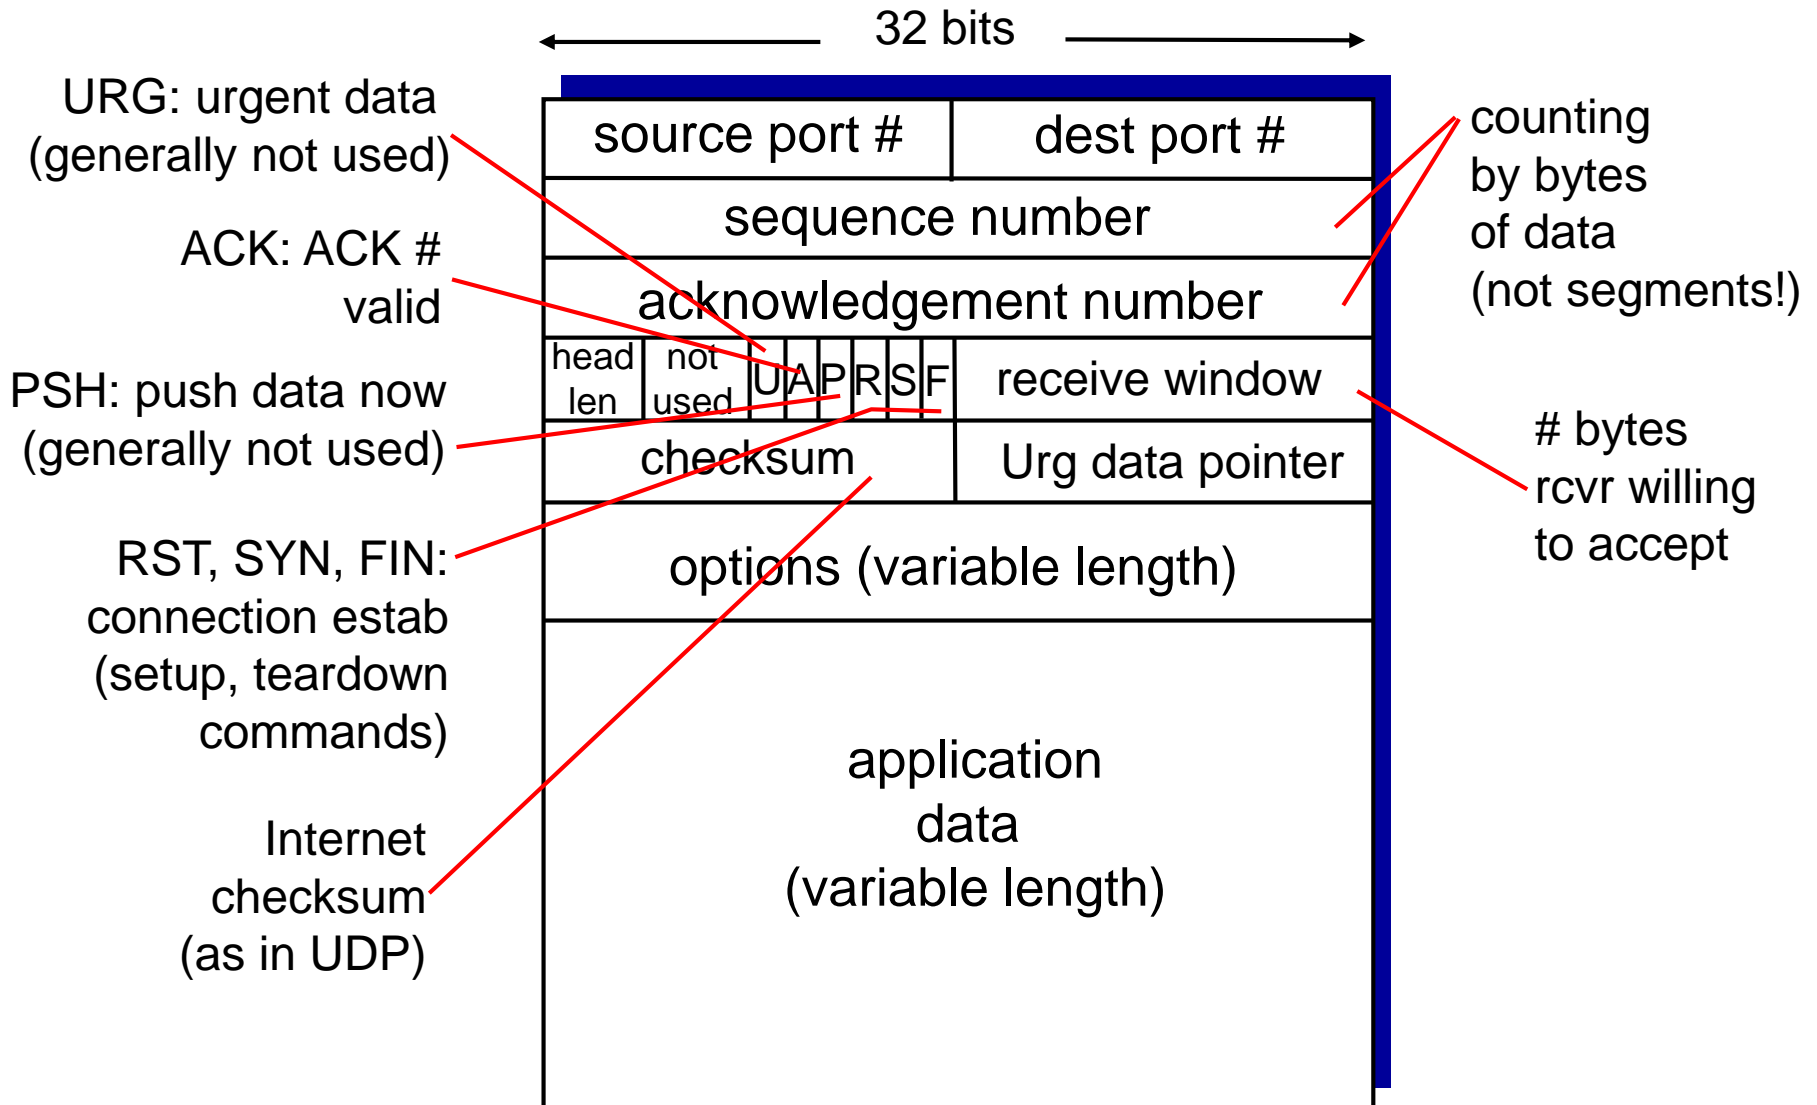 32 bits
URG: urgent data
(generally not used)
ACK: ACK #
valid
PSH: push data now
(generally not used)
RST, SYN, FIN:
connection estab
(setup, teardown
commands)
Internet
checksum
(as in UDP)
source port #
dest port #
sequence number
acknowledgement number
head
len
not
used
U
A
P
R
S
F
receive window
checksum
Urg data pointer
options (variable length)
application
data
(variable length)
counting
by bytes
of data
(not segments!)
# bytes
rcvr willing
to accept